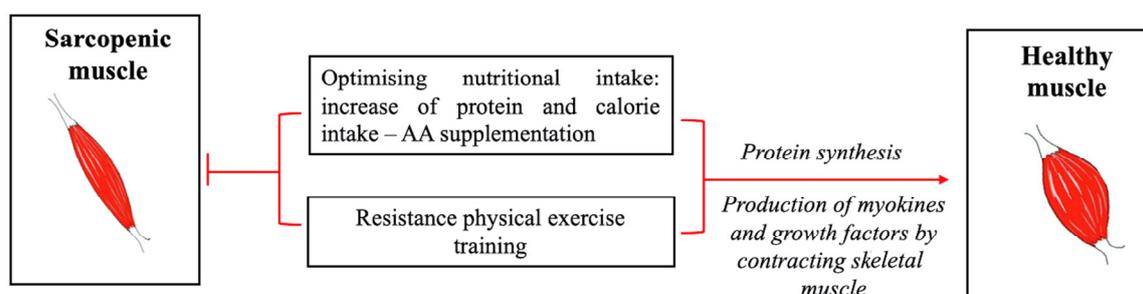 Sarcopenic
muscle
Optimising nutritional intake:
increase of protein and calorie
intake – AA supplementation
Resistance physical exercise
training
Protein synthesis
Production of myokines
and growth factors by
contracting skeletal
muscle
Healthy
muscle